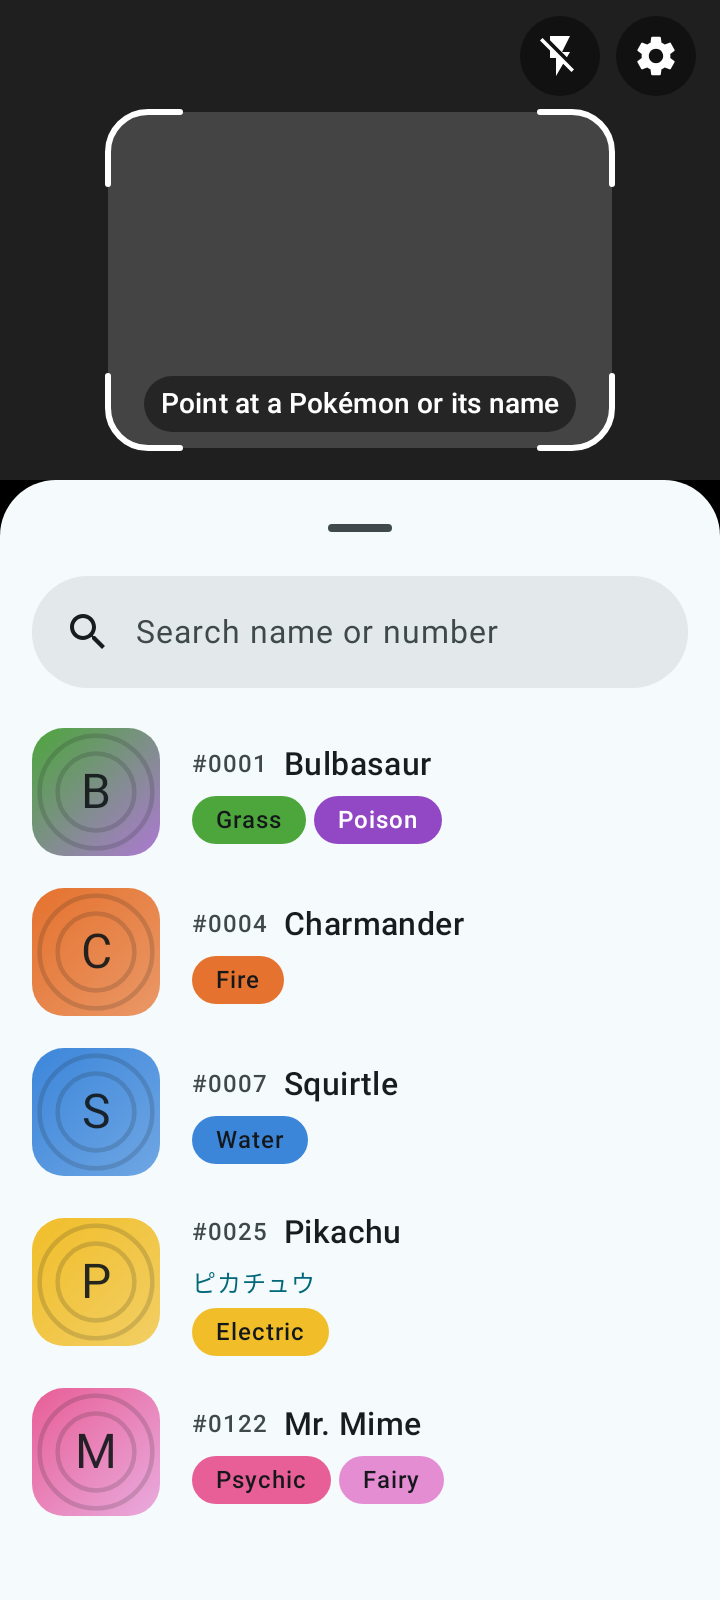 Point at a Pokémon or its name
Search name or number
B
#0001 Bulbasaur
Grass Poison
C
#0004 Charmander
Fire
S
#0007 Squirtle
Water
P
#0025 Pikachu
ピカチュウ
Electric
M
#0122 Mr. Mime
Psychic Fairy